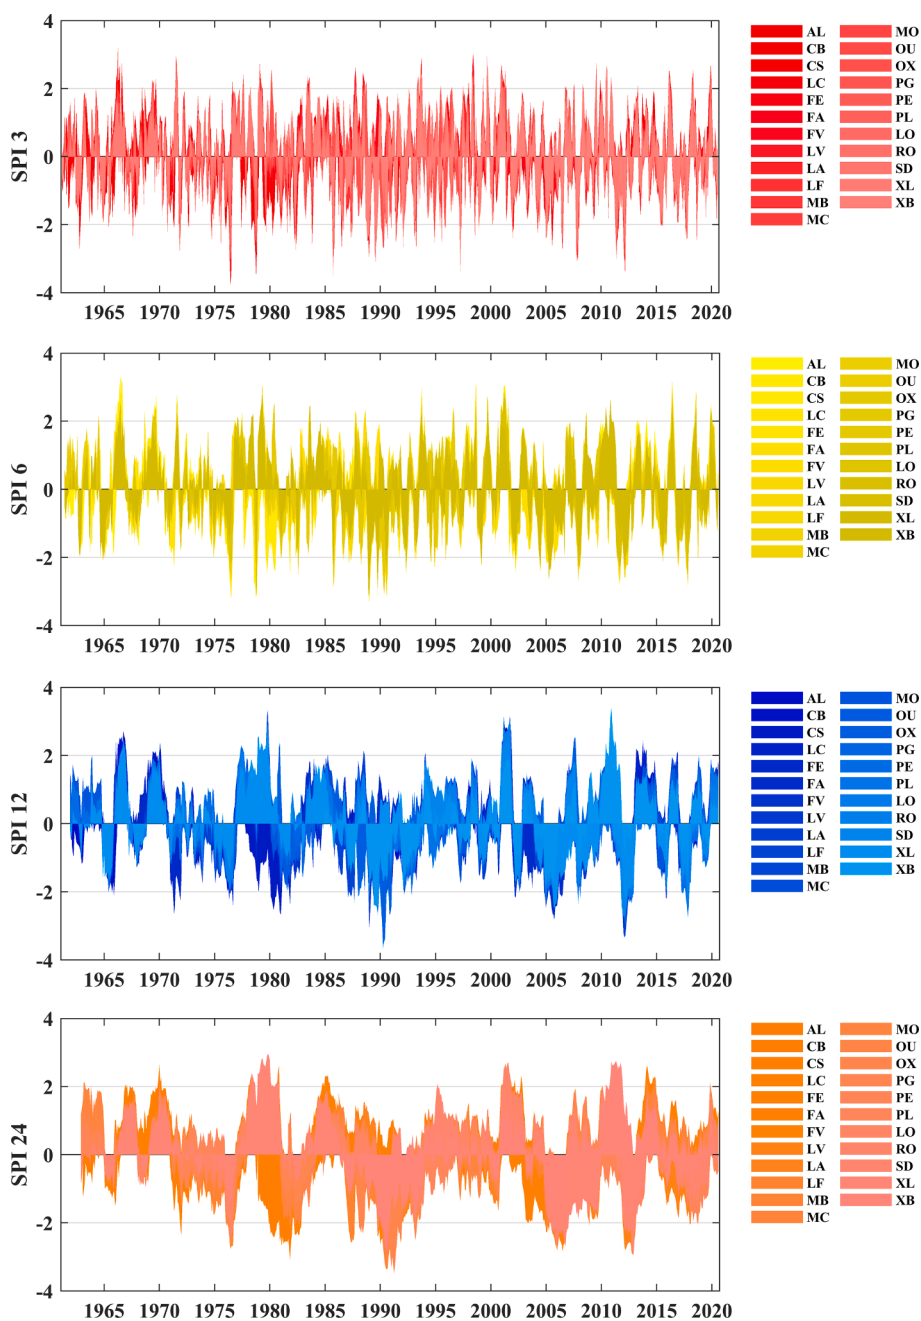 4
2
0
-2
-4
SPI 3
1965 1970 1975 1980 1985 1990 1995 2000 2005 2010 2015 2020
AL MO
CB OU
CS OX
LC PG
FE PE
FA PL
FV LO
LV RO
LA SD
LF XL
MB XB
MC
4
2
0
-2
-4
SPI 6
1965 1970 1975 1980 1985 1990 1995 2000 2005 2010 2015 2020
AL MO
CB OU
CS OX
LC PG
FE PE
FA PL
FV LO
LV RO
LA SD
LF XL
MB XB
MC
4
2
0
-2
-4
SPI 12
1965 1970 1975 1980 1985 1990 1995 2000 2005 2010 2015 2020
AL MO
CB OU
CS OX
LC PG
FE PE
FA PL
FV LO
LV RO
LA SD
LF XL
MB XB
MC
4
2
0
-2
-4
SPI 24
1965 1970 1975 1980 1985 1990 1995 2000 2005 2010 2015 2020
AL MO
CB OU
CS OX
LC PG
FE PE
FA PL
FV LO
LV RO
LA SD
LF XL
MB XB
MC